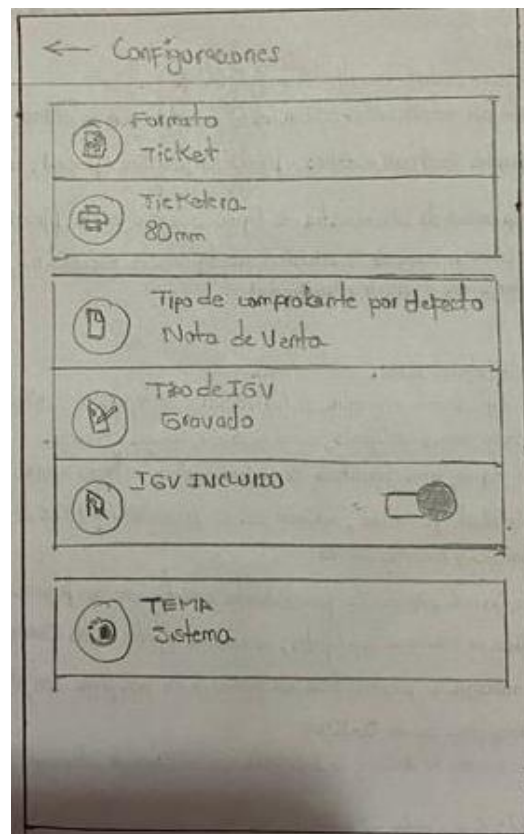 ← Configuraciones
Formato
Ticket
Ticketera
80mm
Tipo de comprobante por defecto
Nota de Venta
Tipo de IGV
Gravado
IGV INCLUIDO
TEMA
Sistema